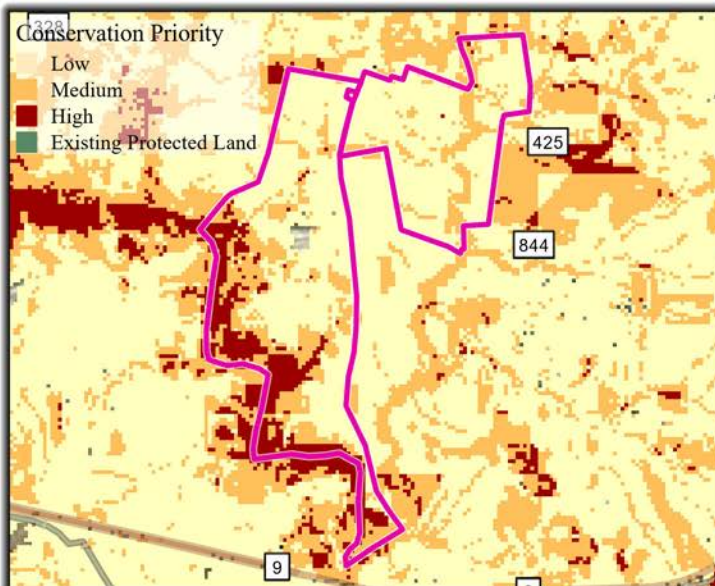 328
Conservation Priority
Low
Medium
High
Existing Protected Land
425
844
9